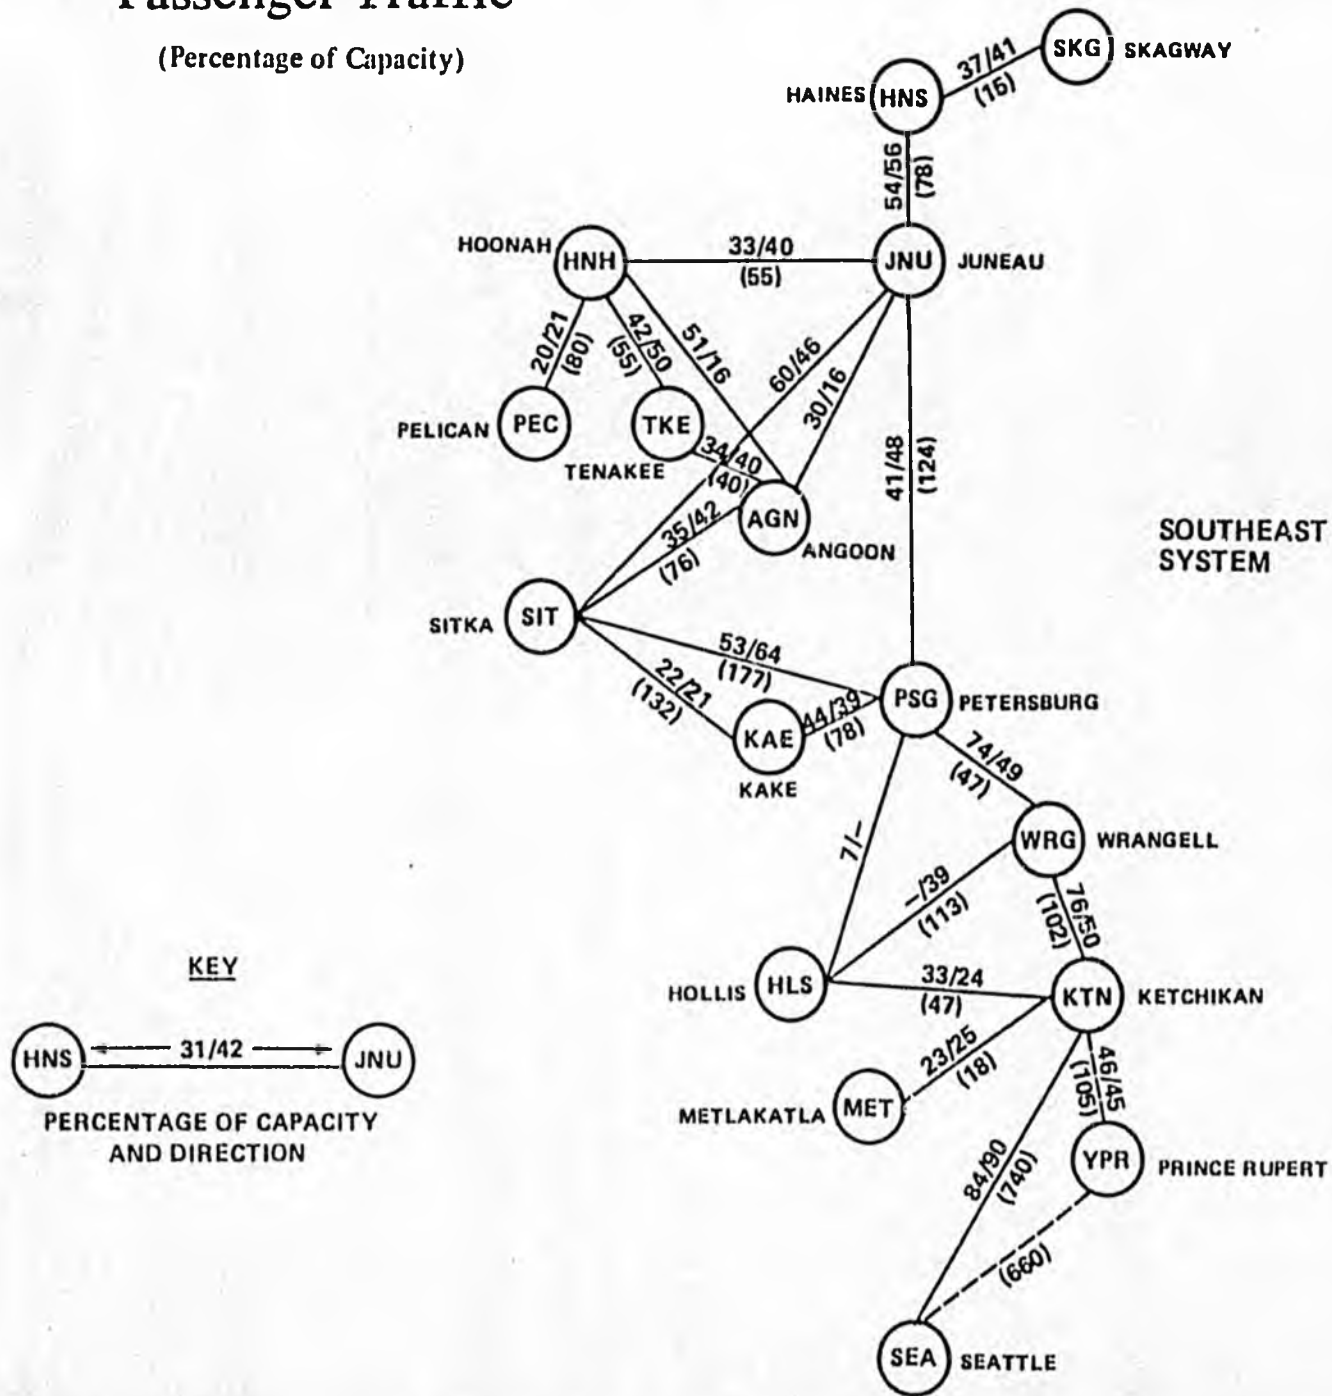 Passenger Traffic
(Percentage of Capacity)
SKG
SKAGWAY
37/41
(15)
HAINES
HNS
54/56
(78)
HOONAH
HNH
33/40
(55)
JNU
JUNEAU
20/21
(80)
42/50
(55)
51/16
60/46
30/16
PELICAN
PEC
TKE
TENAKEE
34/40
(40)
41/48
(124)
AGN
ANGOON
35/42
(76)
SOUTHEAST
SYSTEM
SITKA
SIT
53/64
(177)
22/21
(132)
44/39
(78)
KAE
KAKE
PSG
PETERSBURG
74/49
(47)
7/–
WRG
WRANGELL
–/39
(113)
76/50
(102)
HOLLIS
HLS
33/24
(47)
KTN
KETCHIKAN
23/25
(18)
46/45
(105)
METLAKATLA
MET
84/90
(740)
YPR
PRINCE RUPERT
(660)
SEA
SEATTLE
KEY
HNS
31/42
JNU
PERCENTAGE OF CAPACITY
AND DIRECTION